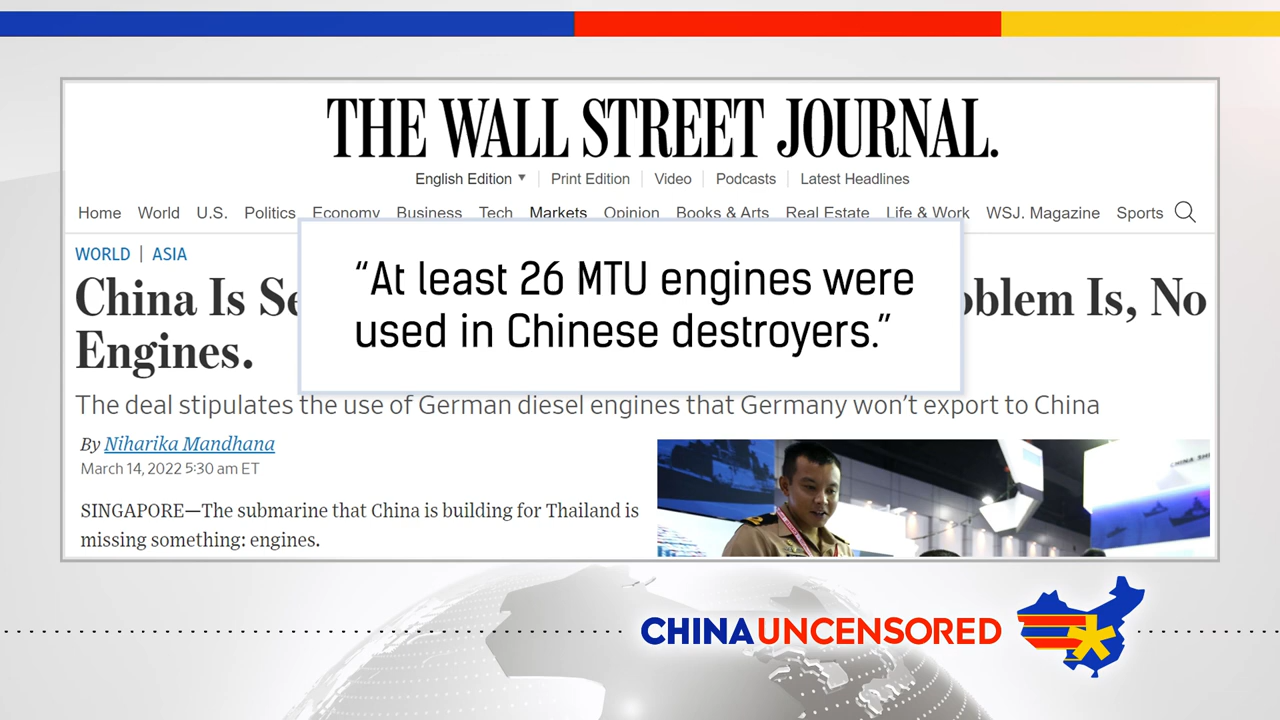 THE WALL STREET JOURNAL.
English Edition Print Edition Video Podcasts Latest Headlines
Home World U.S. Politics Economy Business Tech Markets Opinion Books & Arts Real Estate Life & Work WSJ. Magazine Sports
WORLD | ASIA
China Is Se oblem Is, No
Engines.
“At least 26 MTU engines were
used in Chinese destroyers.”
The deal stipulates the use of German diesel engines that Germany won’t export to China
By Niharika Mandhana
March 14, 2022 5:30 am ET
SINGAPORE—The submarine that China is building for Thailand is
missing something: engines.
CHINA SH
CHINA UNCENSORED